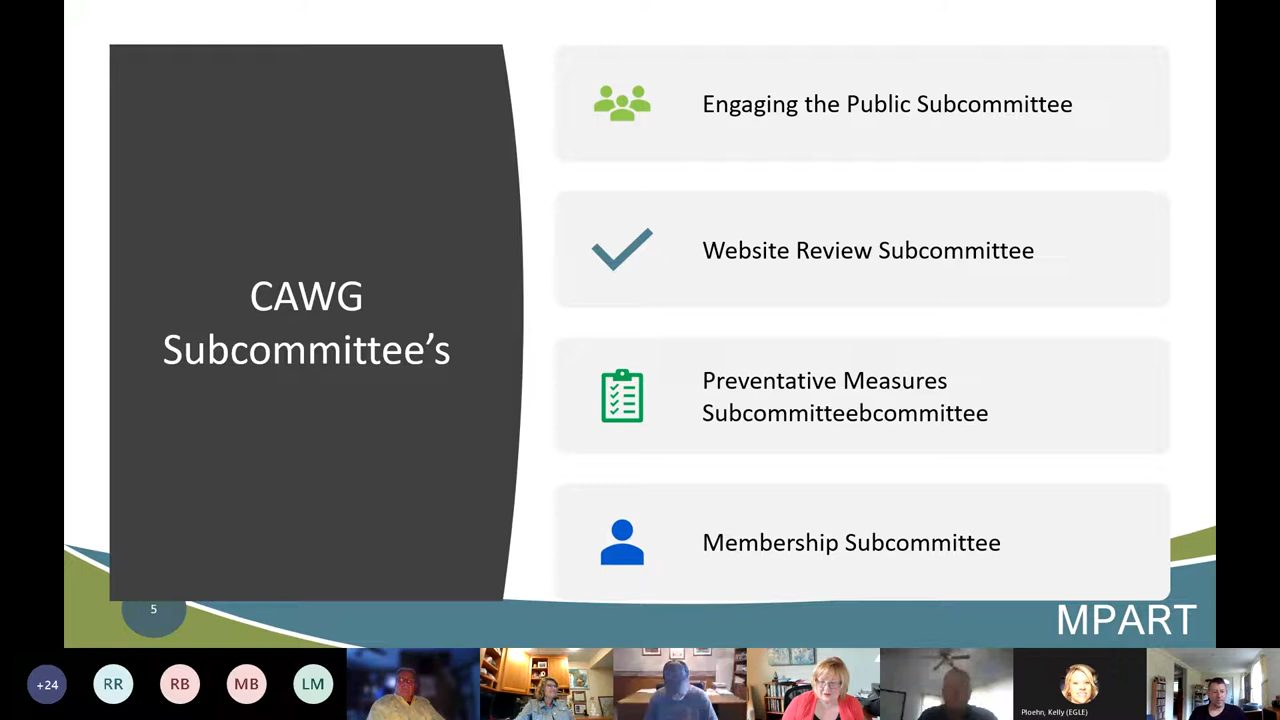 Engaging the Public Subcommittee
Website Review Subcommittee
CAWG
Subcommittee’s
Preventative Measures
Subcommitteebcommittee
Membership Subcommittee
5
MPART
+24
RR
RB
MB
LM
Ploehn, Kelly (EGLE)